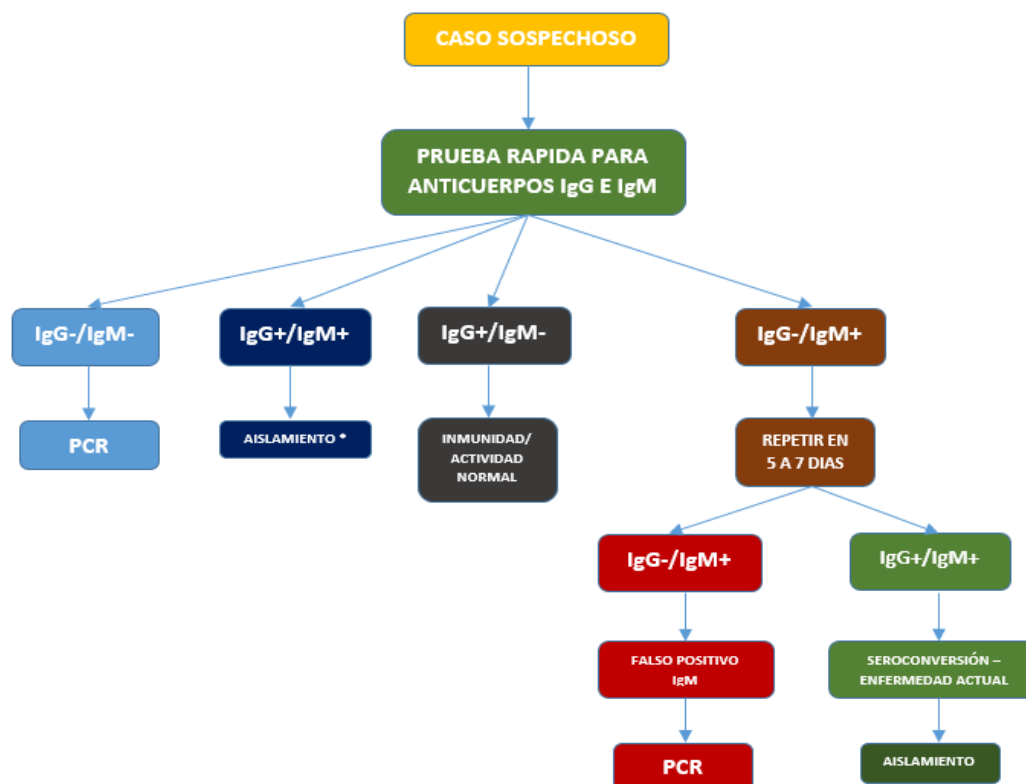 CASO SOSPECHOSO
PRUEBA RAPIDA PARA
ANTICUERPOS IgG E IgM
IgG-/IgM-
IgG+/IgM+
IgG+/IgM-
IgG-/IgM+
PCR
AISLAMIENTO *
INMUNIDAD/
ACTIVIDAD
NORMAL
REPETIR EN
5 A 7 DIAS
IgG-/IgM+
IgG+/IgM+
FALSO POSITIVO
IgM
SEROCONVERSIÓN –
ENFERMEDAD ACTUAL
PCR
AISLAMIENTO